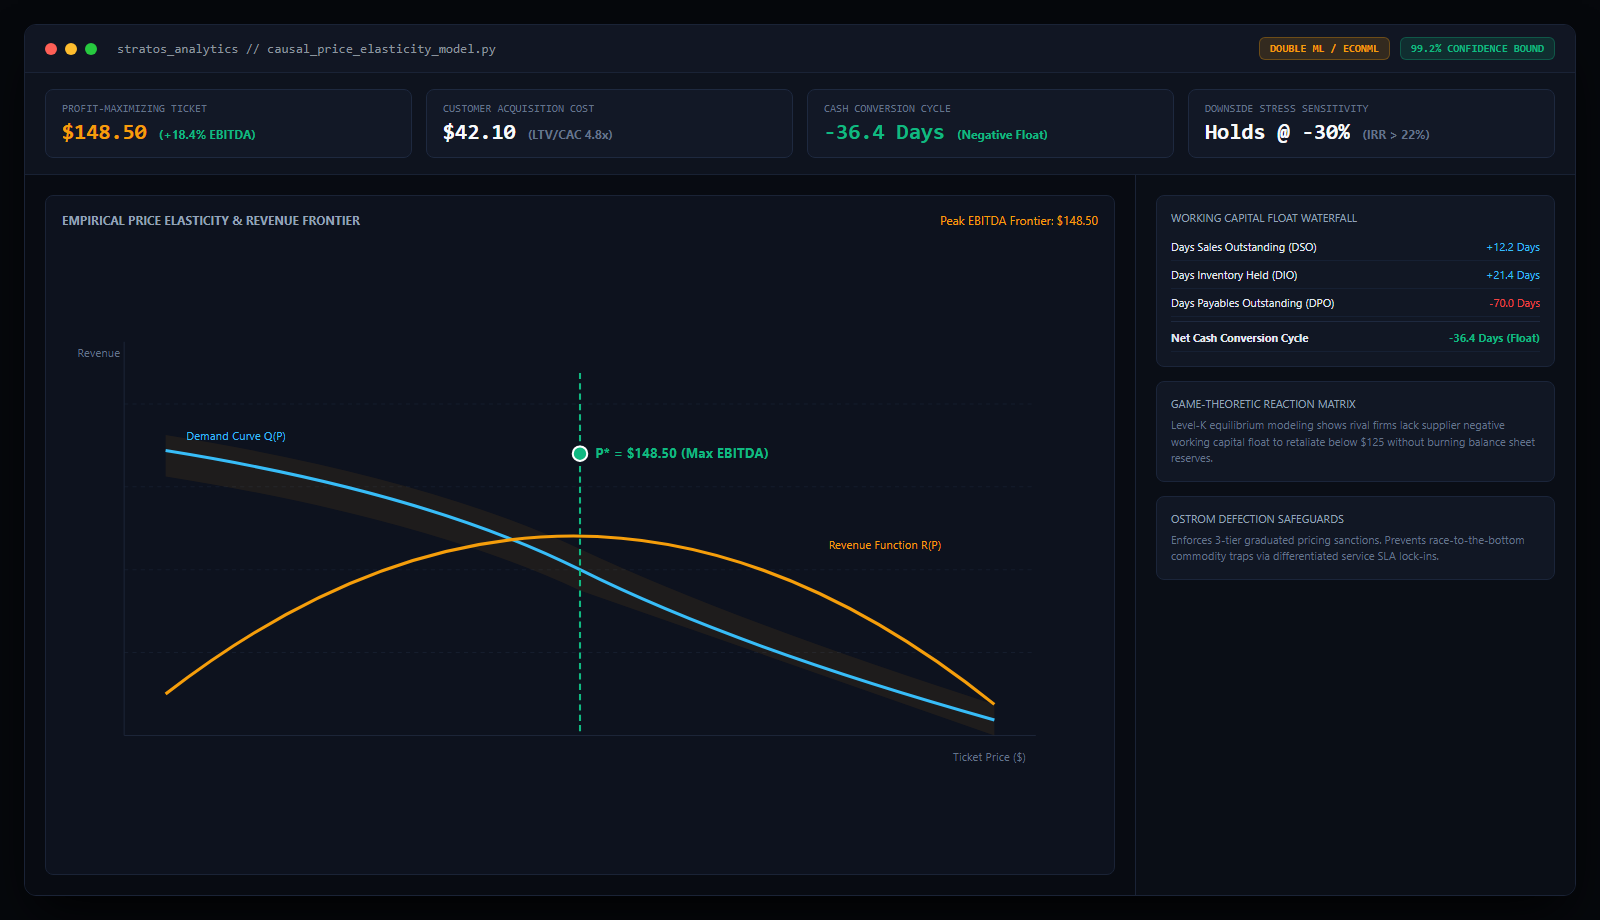 stratos_analytics // causal_price_elasticity_model.py
DOUBLE ML / ECONML
99.2% CONFIDENCE BOUND
PROFIT-MAXIMIZING TICKET
$148.50 (+18.4% EBITDA)
CUSTOMER ACQUISITION COST
$42.10 (LTV/CAC 4.8x)
CASH CONVERSION CYCLE
-36.4 Days (Negative Float)
DOWNSIDE STRESS SENSITIVITY
Holds @ -30% (IRR > 22%)
EMPIRICAL PRICE ELASTICITY & REVENUE FRONTIER
Peak EBITDA Frontier: $148.50
Revenue
Demand Curve Q(P)
P* = $148.50 (Max EBITDA)
Revenue Function R(P)
Ticket Price ($)
WORKING CAPITAL FLOAT WATERFALL
Days Sales Outstanding (DSO) +12.2 Days
Days Inventory Held (DIO) +21.4 Days
Days Payables Outstanding (DPO) -70.0 Days
Net Cash Conversion Cycle -36.4 Days (Float)
GAME-THEORETIC REACTION MATRIX
Level-K equilibrium modeling shows rival firms lack supplier negative
working capital float to retaliate below $125 without burning balance sheet
reserves.
OSTROM DEFECTION SAFEGUARDS
Enforces 3-tier graduated pricing sanctions. Prevents race-to-the-bottom
commodity traps via differentiated service SLA lock-ins.